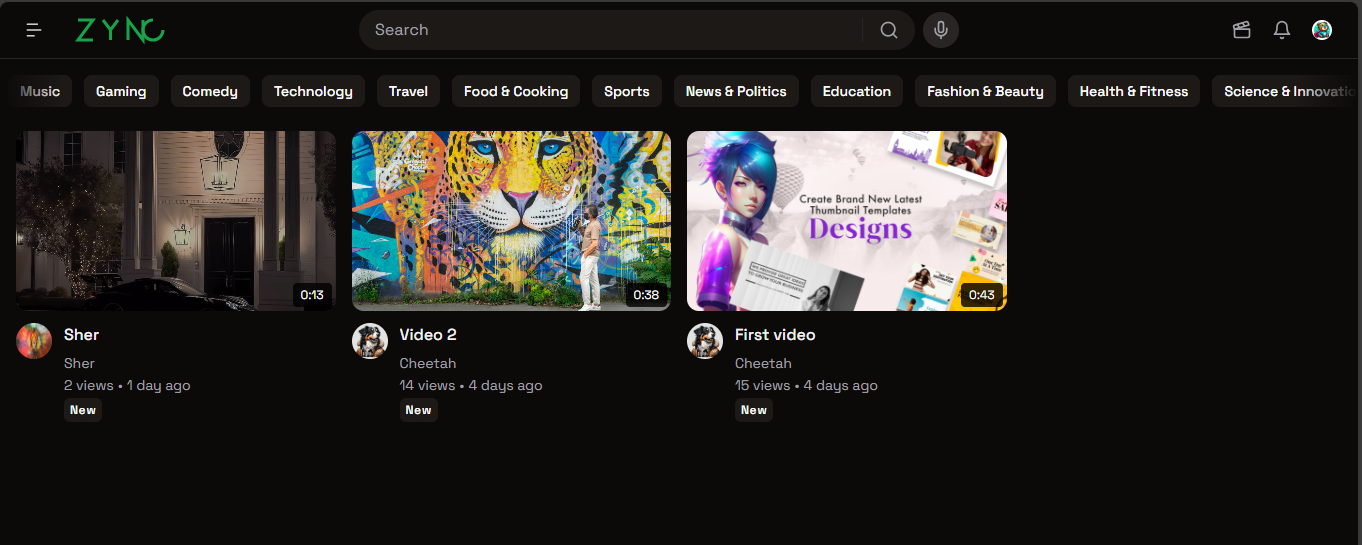 ZYNC
Search
Music
Gaming
Comedy
Technology
Travel
Food & Cooking
Sports
News & Politics
Education
Fashion & Beauty
Health & Fitness
Science & Innovatio
0:13
0:38
Create Brand New Latest
Thumbnail Templates
Designs
0:43
Sher
Sher
2 views • 1 day ago
New
Video 2
Cheetah
14 views • 4 days ago
New
First video
Cheetah
15 views • 4 days ago
New